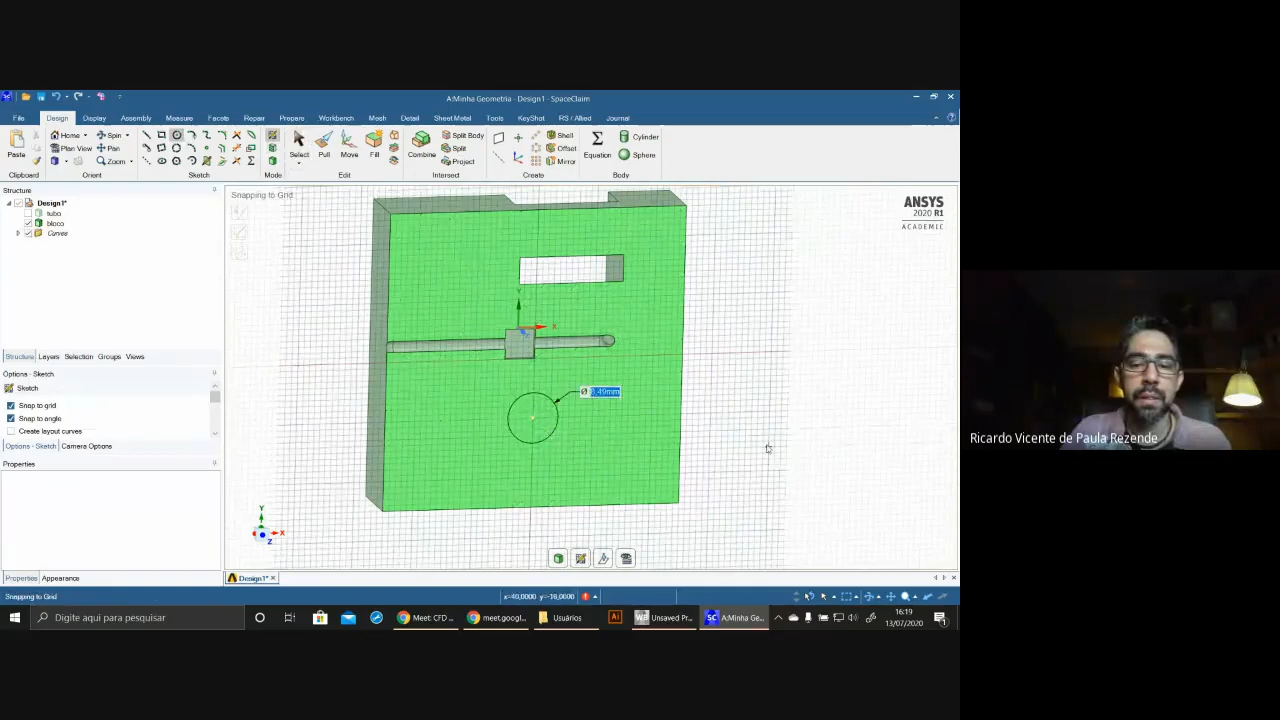 A:Minha Geometria - Design1 - SpaceClaim
File Design Display Assembly Measure Facets Repair Prepare Workbench Mesh Detail Sheet Metal Tools KeyShot RS / Allied Journal
Paste
Home Spin
Plan View Pan
Zoom
Select Pull Move Fill
Combine
Split Body
Split
Project
Shell
Offset
Mirror
Equation
Cylinder
Sphere
Clipboard Orient Sketch Mode Edit Intersect Create Body
Structure
Design1*
tubo
bloco
Curves
Snapping to Grid
ANSYS
2020 R1
ACADEMIC
Y
X
Structure Layers Selection Groups Views
Options - Sketch
Sketch
Snap to grid
Snap to angle
Create layout curves
Options - Sketch Camera Options
Properties
Y
X
Z
Properties Appearance
Design1*
Snapping to Grid
x=40,0000 y=-16,0000
Digite aqui para pesquisar
Meet: CFD ...
meet.googl...
Usuários
Ai
Unsaved Pr...
SC
A:Minha Ge...
16:19
13/07/2020
Ricardo Vicente de Paula Rezende